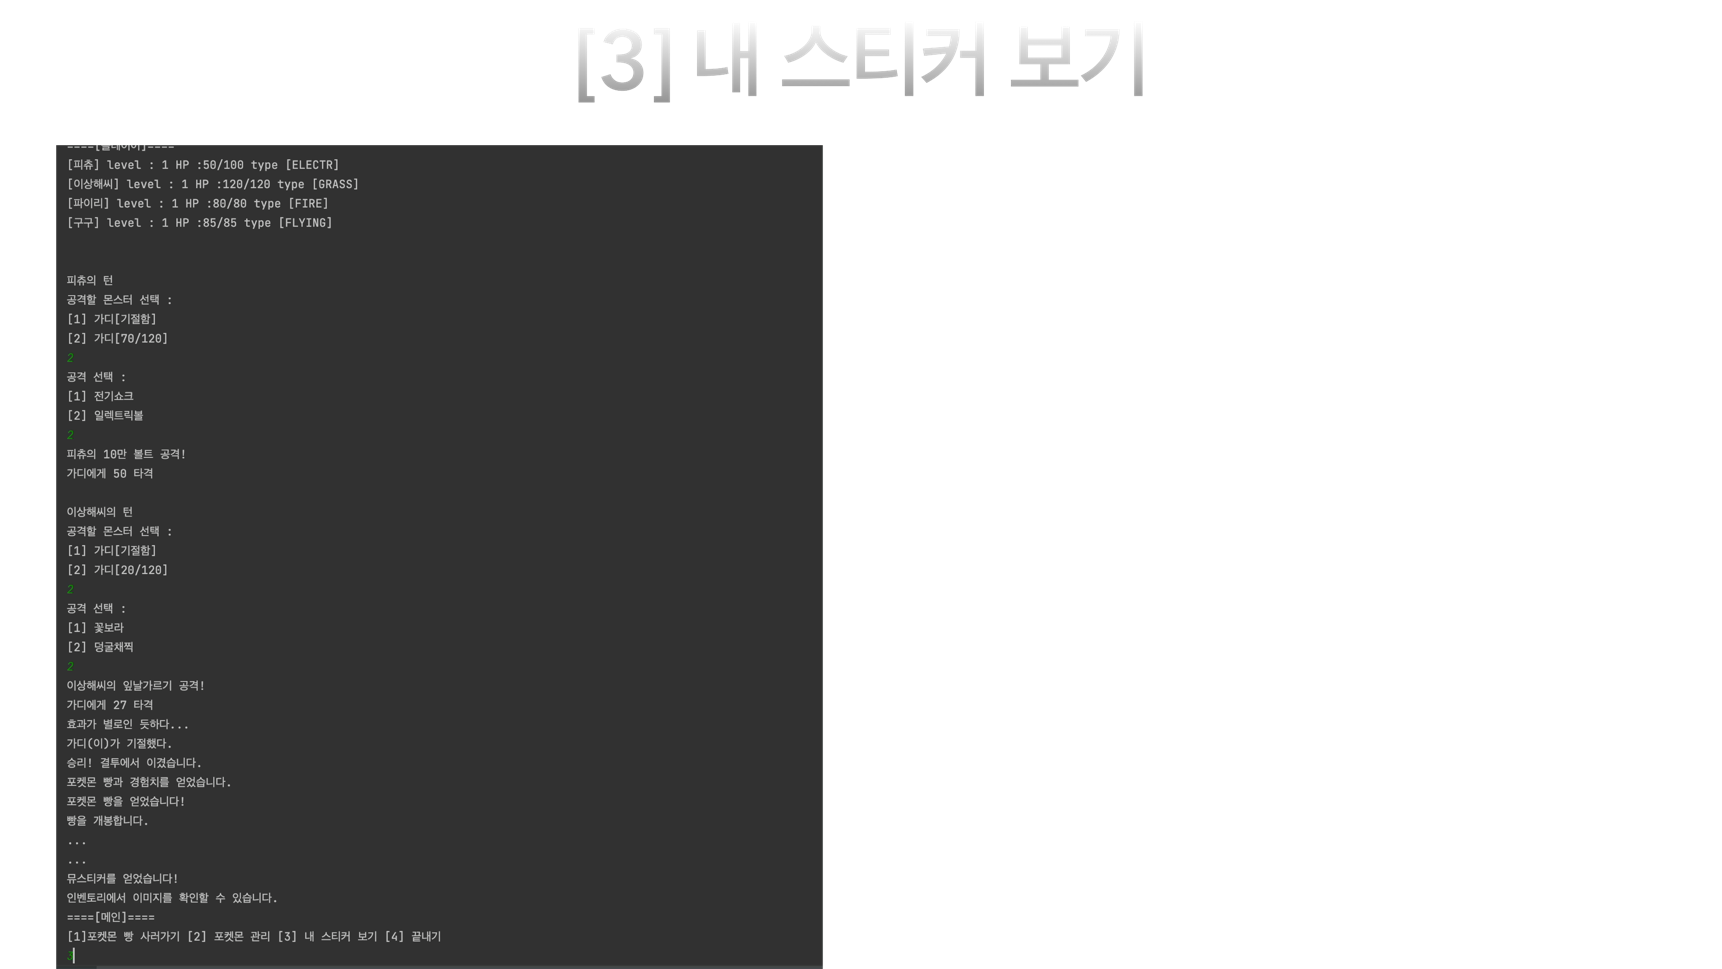 [3] 내 스티커 보기
====[플레이어]====
[피츄] level : 1 HP :50/100 type [ELECTR]
[이상해씨] level : 1 HP :120/120 type [GRASS]
[파이리] level : 1 HP :80/80 type [FIRE]
[구구] level : 1 HP :85/85 type [FLYING]
피츄의 턴
공격할 몬스터 선택 :
[1] 가디[기절함]
[2] 가디[70/120]
2
공격 선택 :
[1] 전기쇼크
[2] 일렉트릭볼
2
피츄의 10만 볼트 공격!
가디에게 50 타격
이상해씨의 턴
공격할 몬스터 선택 :
[1] 가디[기절함]
[2] 가디[20/120]
2
공격 선택 :
[1] 꽃보라
[2] 덩굴채찍
2
이상해씨의 잎날가르기 공격!
가디에게 27 타격
효과가 별로인 듯하다...
가디(이)가 기절했다.
승리! 결투에서 이겼습니다.
포켓몬 빵과 경험치를 얻었습니다.
포켓몬 빵을 얻었습니다!
빵을 개봉합니다.
...
...
뮤스티커를 얻었습니다!
인벤토리에서 이미지를 확인할 수 있습니다.
====[메인]====
[1]포켓몬 빵 사러가기 [2] 포켓몬 관리 [3] 내 스티커 보기 [4] 끝내기
3